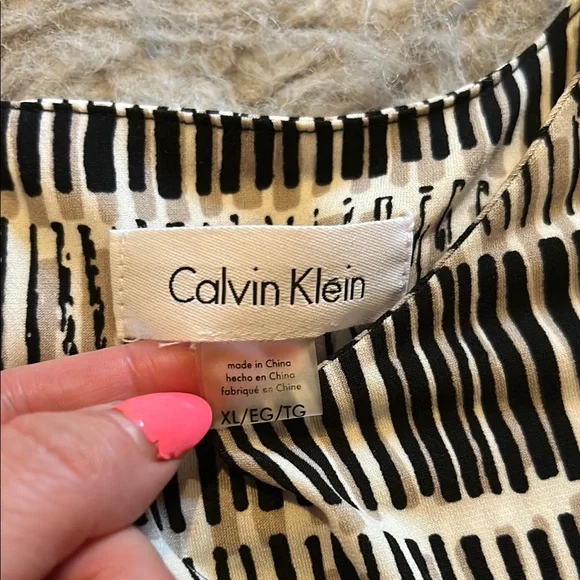 Calvin Klein
made in China
hecho en China
fabriqué en Chine
XL/EG/TG